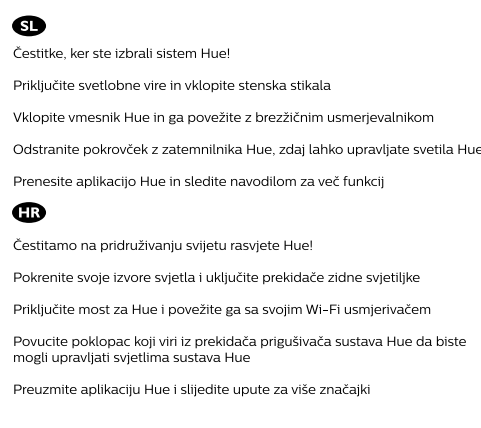 SL
Čestitke, ker ste izbrali sistem Hue!
Priključite svetlobne vire in vklopite stenska stikala
Vklopite vmesnik Hue in ga povežite z brezžičnim usmerjevalnikom
Odstranite pokrovček z zatemnilnika Hue, zdaj lahko upravljate svetila Hue
Prenesite aplikacijo Hue in sledite navodilom za več funkcij
HR
Čestitamo na pridruživanju svijetu rasvjete Hue!
Pokrenite svoje izvore svjetla i uključite prekidače zidne svjetiljke
Priključite most za Hue i povežite ga sa svojim Wi-Fi usmjerivačem
Povucite poklopac koji viri iz prekidača prigušivača sustava Hue da biste
mogli upravljati svjetlima sustava Hue
Preuzmite aplikaciju Hue i slijedite upute za više značajki